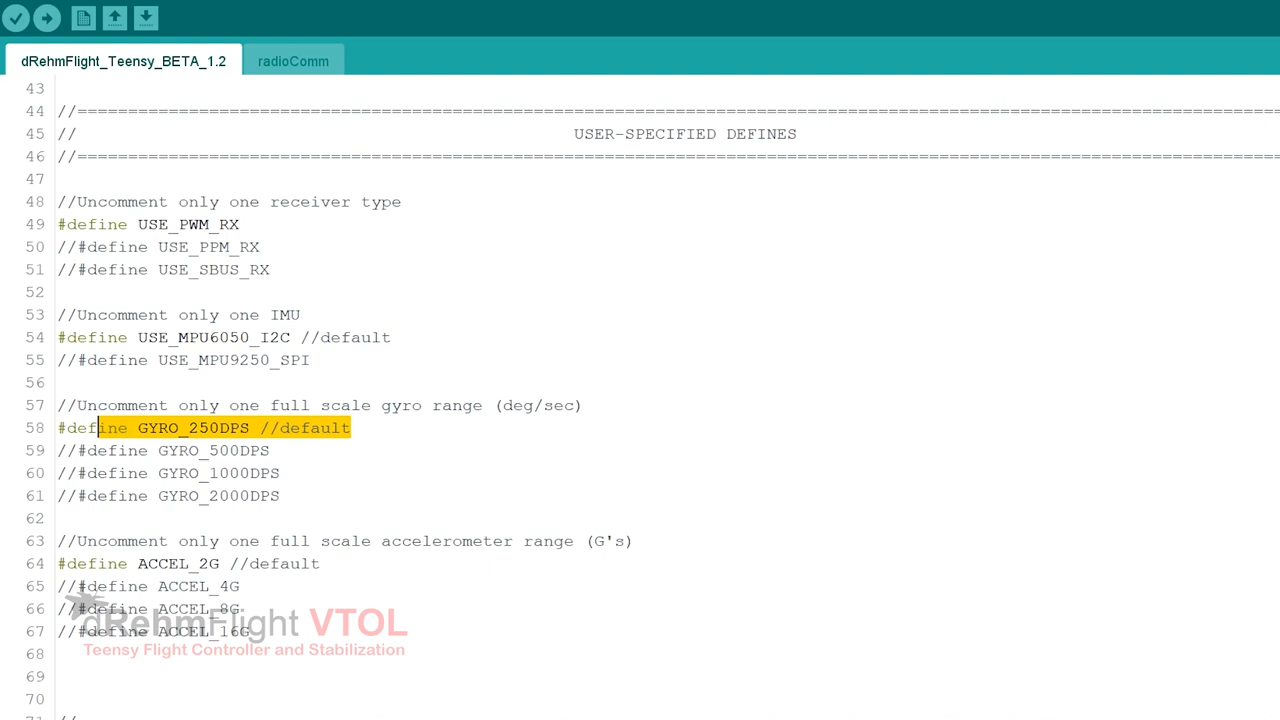 dRehmFlight_Teensy_BETA_1.2 radioComm
43
44 //==========================================================================================================================
45 // USER-SPECIFIED DEFINES
46 //==========================================================================================================================
47
48 //Uncomment only one receiver type
49 #define USE_PWM_RX
50 //#define USE_PPM_RX
51 //#define USE_SBUS_RX
52
53 //Uncomment only one IMU
54 #define USE_MPU6050_I2C //default
55 //#define USE_MPU9250_SPI
56
57 //Uncomment only one full scale gyro range (deg/sec)
58 #define GYRO_250DPS //default
59 //#define GYRO_500DPS
60 //#define GYRO_1000DPS
61 //#define GYRO_2000DPS
62
63 //Uncomment only one full scale accelerometer range (G's)
64 #define ACCEL_2G //default
65 //#define ACCEL_4G
66 //#define ACCEL_8G
67 //#define ACCEL_16G
dRehmFlight VTOL
Teensy Flight Controller and Stabilization
68
69
70